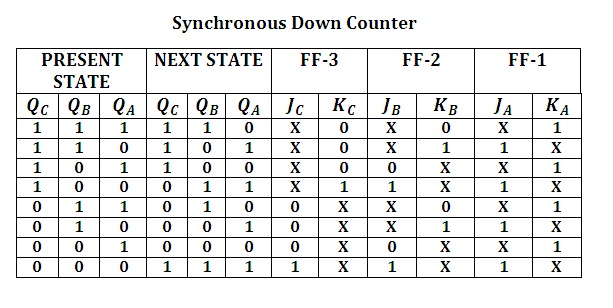 Synchronous Down Counter
PRESENT STATE NEXT STATE FF-3 FF-2 FF-1
Q_C Q_B Q_A Q_C Q_B Q_A J_C K_C J_B K_B J_A K_A
1 1 1 1 1 0 X 0 X 0 X 1
1 1 0 1 0 1 X 0 X 1 1 X
1 0 1 1 0 0 X 0 0 X X 1
1 0 0 0 1 1 X 1 1 X 1 X
0 1 1 0 1 0 0 X X 0 X 1
0 1 0 0 0 1 0 X X 1 1 X
0 0 1 0 0 0 0 X 0 X X 1
0 0 0 1 1 1 1 X 1 X 1 X